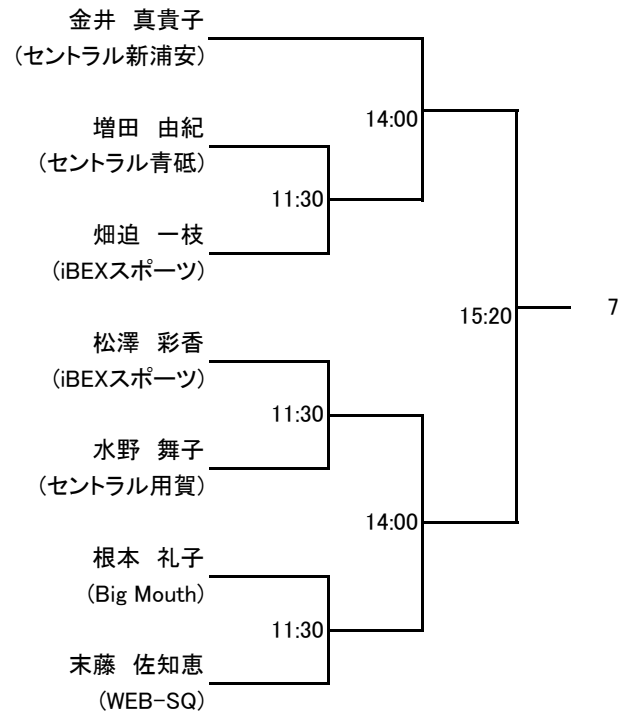 金井　真貴子
(セントラル新浦安)
14:00
増田　由紀
(セントラル青砥)
11:30
畑迫　一枝
(iBEXスポーツ)
15:20
7
松澤　彩香
(iBEXスポーツ)
11:30
水野　舞子
(セントラル用賀)
14:00
根本　礼子
(Big Mouth)
11:30
末藤　佐知恵
(WEB-SQ)